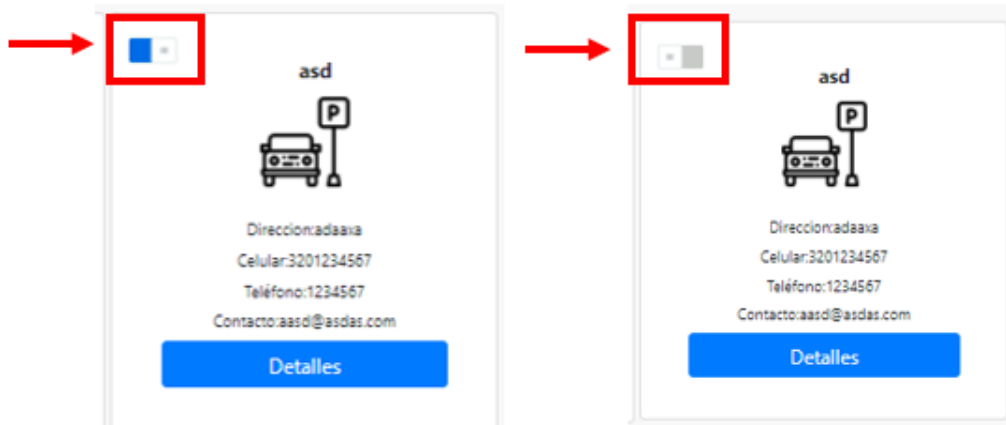 asd
P
Direccion:adaaxa
Celular:3201234567
Teléfono:1234567
Contacto:aasd@asdas.com
Detalles
asd
P
Direccion:adaaxa
Celular:3201234567
Teléfono:1234567
Contacto:aasd@asdas.com
Detalles